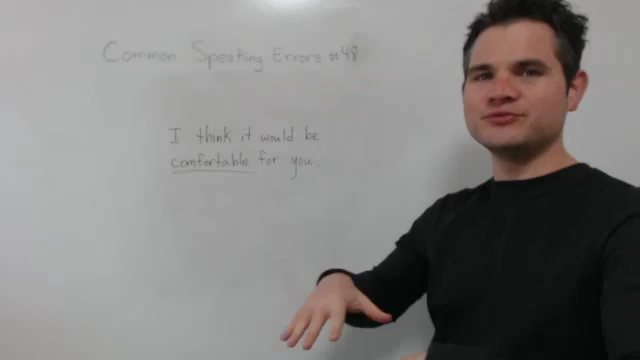 Common Speaking Errors #48
I think it would be
comfortable for you.